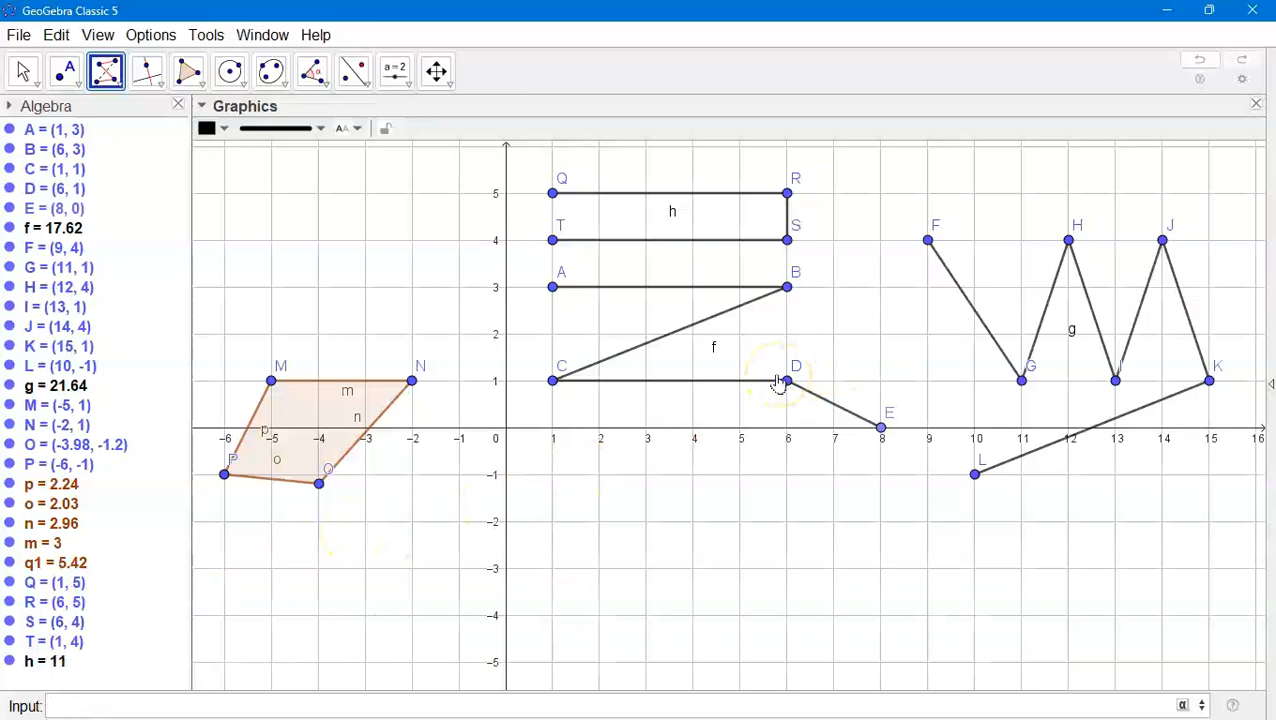 GeoGebra Classic 5
File Edit View Options Tools Window Help
A
a=2
Algebra
Graphics
AA
A = (1, 3)
B = (6, 3)
C = (1, 1)
D = (6, 1)
E = (8, 0)
f = 17.62
F = (9, 4)
G = (11, 1)
H = (12, 4)
I = (13, 1)
J = (14, 4)
K = (15, 1)
L = (10, -1)
g = 21.64
M = (-5, 1)
N = (-2, 1)
O = (-3.98, -1.2)
P = (-6, -1)
p = 2.24
o = 2.03
n = 2.96
m = 3
q1 = 5.42
Q = (1, 5)
R = (6, 5)
S = (6, 4)
T = (1, 4)
h = 11
Q R
5
h
T S F H J
4
A B
3
2
f g
M N C D G I K
1
m
n
E
p
-6 -5 -4 -3 -2 -1 0 1 2 3 4 5 6 7 8 9 10 11 12 13 14 15 16
P o O L
-1
-2
-3
-4
-5
Input:
α